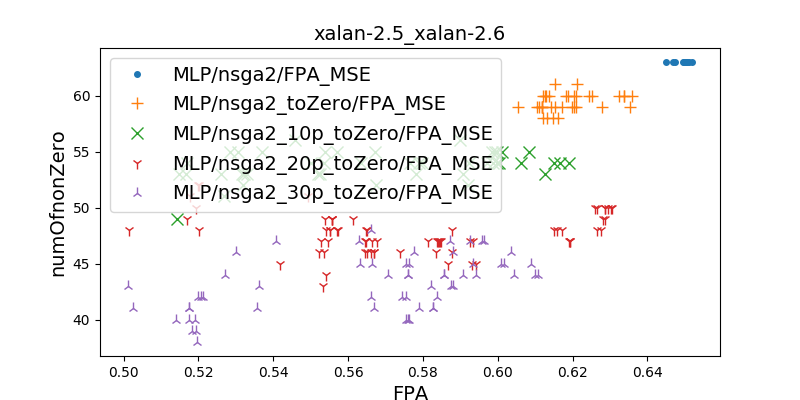 xalan-2.5_xalan-2.6
MLP/nsga2/FPA_MSE
MLP/nsga2_toZero/FPA_MSE
MLP/nsga2_10p_toZero/FPA_MSE
MLP/nsga2_20p_toZero/FPA_MSE
MLP/nsga2_30p_toZero/FPA_MSE
numOfnonZero
60
55
50
45
40
0.50 0.52 0.54 0.56 0.58 0.60 0.62 0.64
FPA